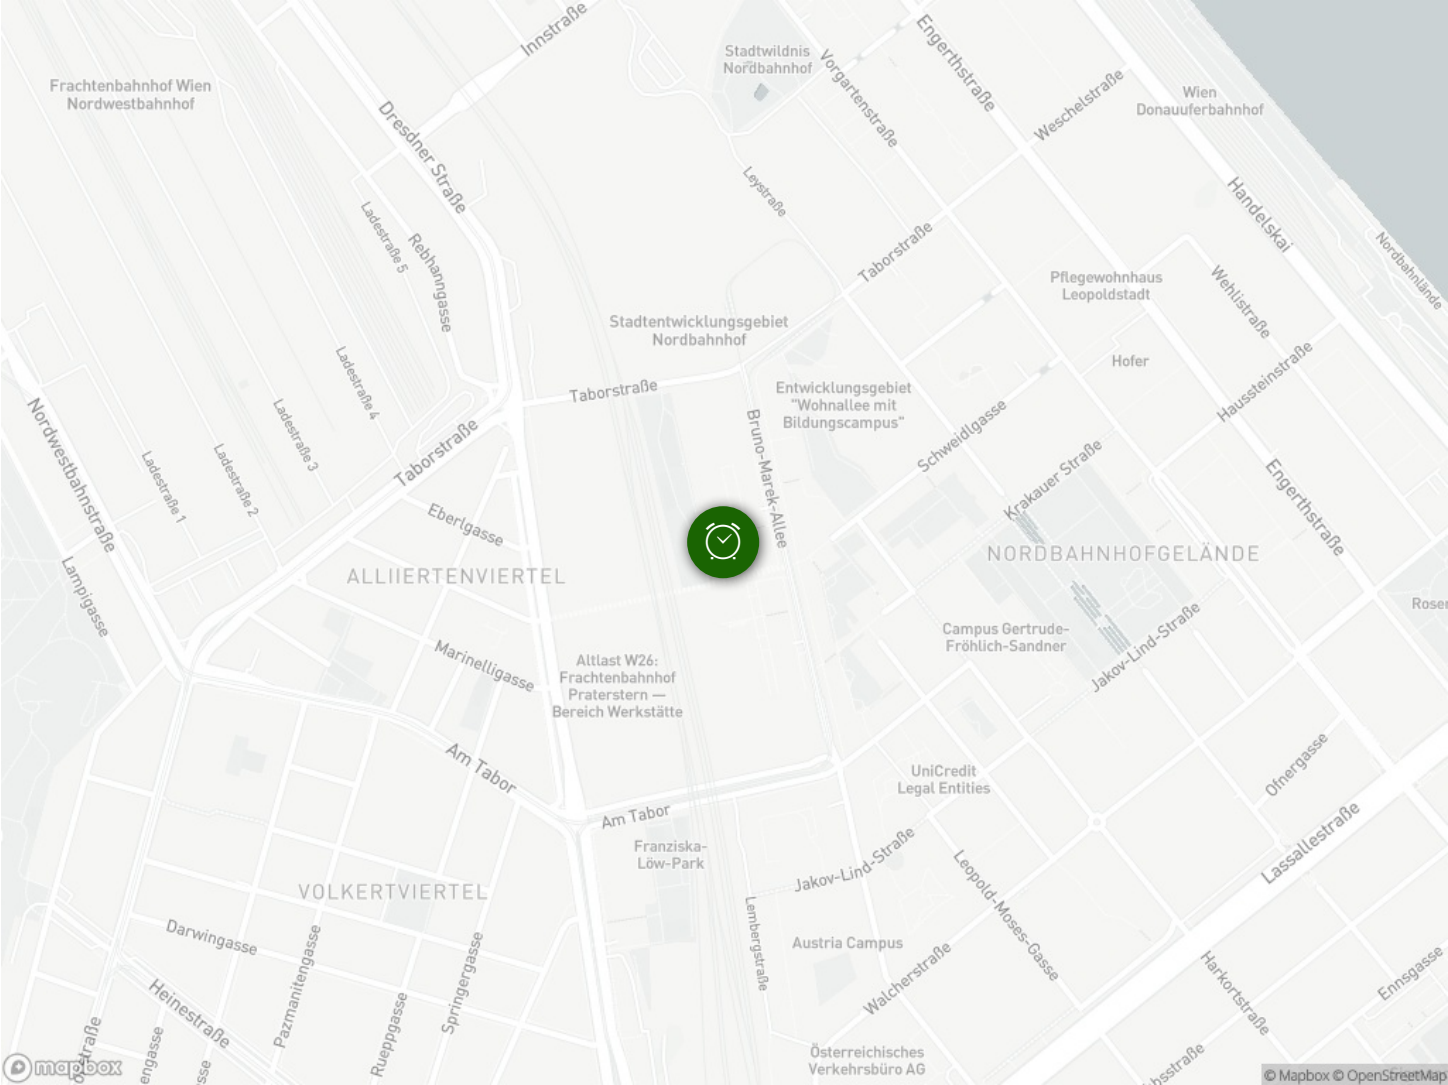 Innstraße
Stadtwildnis
Nordbahnhof
Engerthstraße
Vorgartenstraße
Frachtenbahnhof Wien
Nordwestbahnhof
Weschelstraße
Wien
Donauuferbahnhof
Dresdner Straße
Leystraße
Handelskai
Ladestraße 5
Rebhanngasse
Taborstraße
Nordbahnlände
Pflegewohnhaus
Leopoldstadt
Wehlistraße
Stadtentwicklungsgebiet
Nordbahnhof
Ladestraße 4
Hofer
Haussteinstraße
Taborstraße
Entwicklungsgebiet
"Wohnallee mit
Bildungscampus"
Nordwestbahnstraße
Ladestraße 3
Taborstraße
Bruno-Marek-Allee
Schweidlgasse
Krakauer Straße
Ladestraße 1
Ladestraße 2
Engerthstraße
Eberlgasse
NORDBAHNHOFGELÄNDE
ALLIIERTENVIERTEL
Lampigasse
Campus Gertrude-
Fröhlich-Sandner
Jakov-Lind-Straße
Marinelligasse
Altlast W26:
Frachtenbahnhof
Praterstern —
Bereich Werkstätte
Am Tabor
UniCredit
Legal Entities
Ofnergasse
Am Tabor
Franziska-
Löw-Park
Jakov-Lind-Straße
Lassallestraße
VOLKERTVIERTEL
Leopold-Moses-Gasse
Lembergstraße
Darwingasse
Austria Campus
Walcherstraße
Pazmanitengasse
Springergasse
Harkortstraße
Ennsgasse
Heinestraße
Rueppgasse
Österreichisches
Verkehrsbüro AG
mapbox
© Mapbox © OpenStreetMap